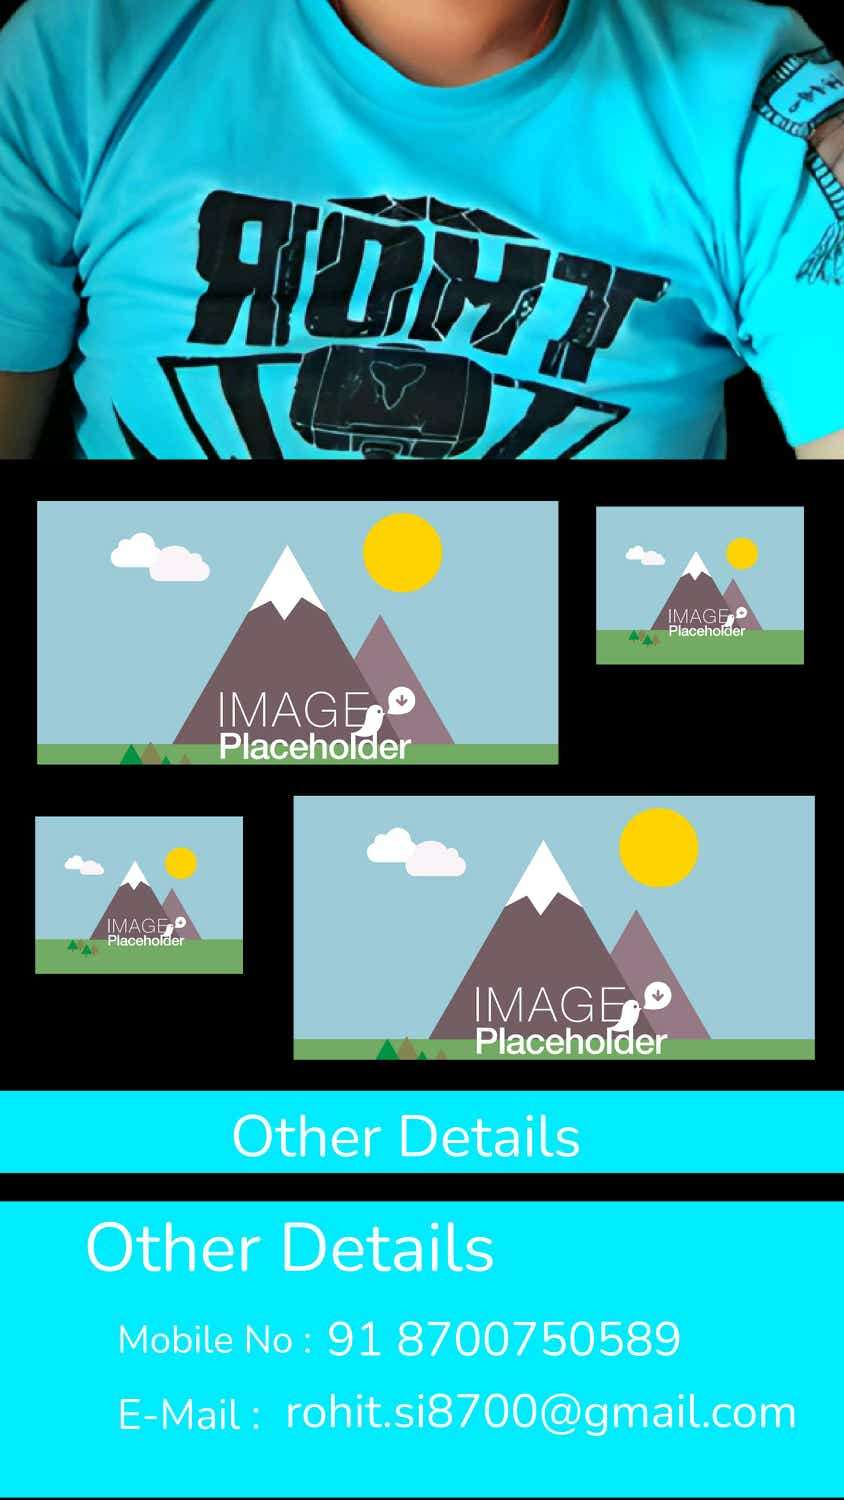 THOR
IMAGE
Placeholder
IMAGE
Placeholder
IMAGE
Placeholder
IMAGE
Placeholder
Other Details
Other Details
Mobile No : 91 8700750589
E-Mail : rohit.si8700@gmail.com